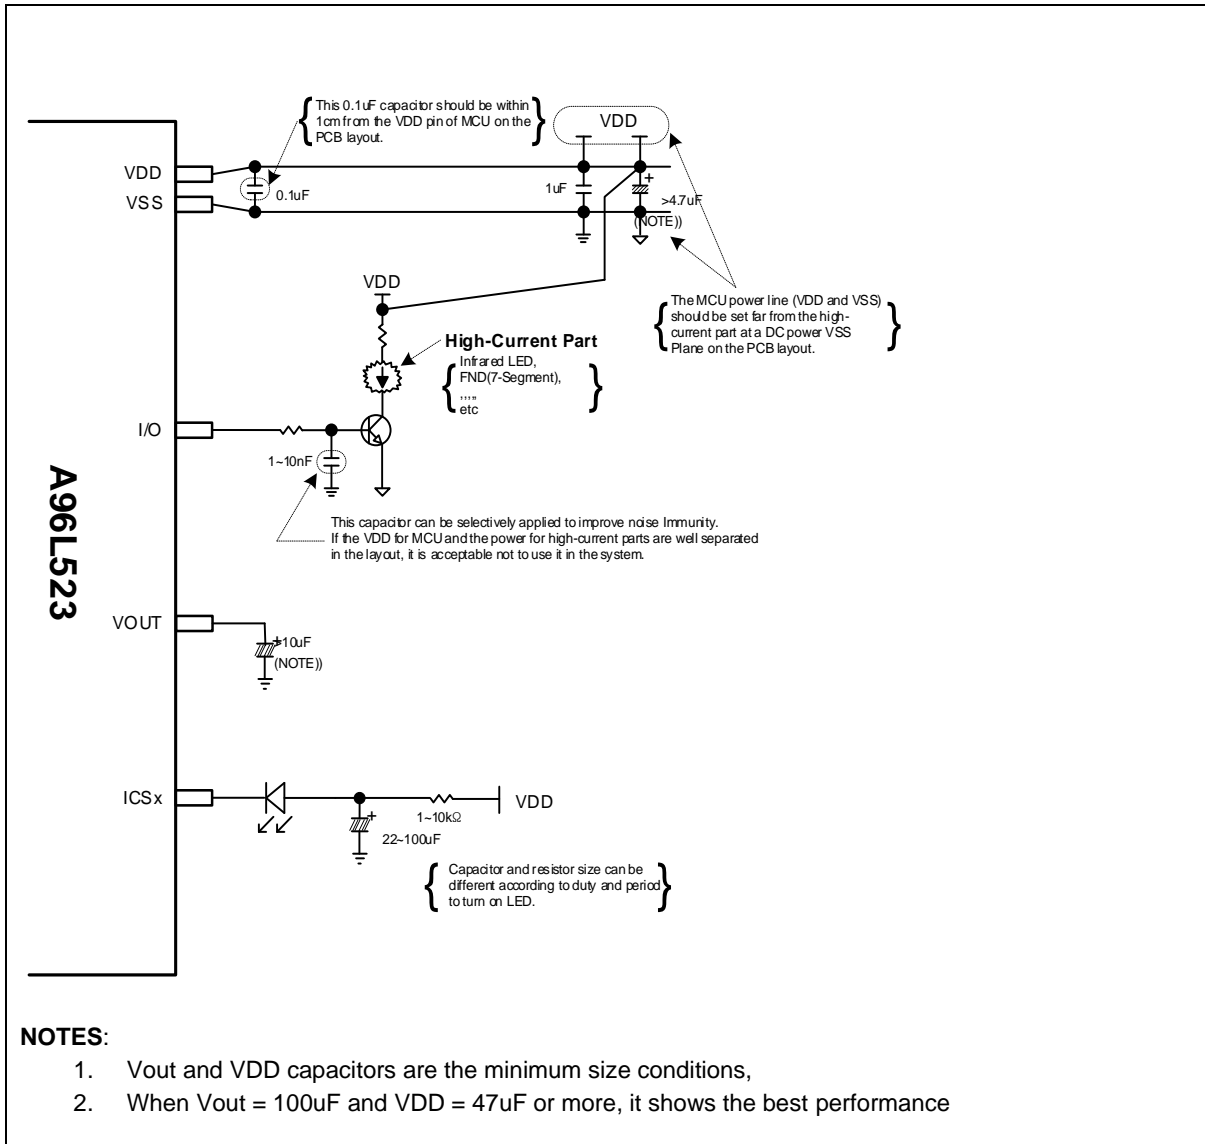 This 0.1uF capacitor should be within
1cm from the VDD pin of MCU on the
PCB layout.
VDD
VDD
VSS
0.1uF
1uF
+
>4.7uF
(NOTE))
VDD
The MCU power line (VDD and VSS)
should be set far from the high-
current part at a DC power VSS
Plane on the PCB layout.
High-Current Part
Infrared LED,
FND(7-Segment),
,,,,,
etc
I/O
1~10nF
This capacitor can be selectively applied to improve noise Immunity.
If the VDD for MCU and the power for high-current parts are well separated
in the layout, it is acceptable not to use it in the system.
A96L523
VOUT
+
>10uF
(NOTE))
ICSx
+
22~100uF
1~10kΩ
VDD
Capacitor and resistor size can be
different according to duty and period
to turn on LED.
NOTES:
1. Vout and VDD capacitors are the minimum size conditions,
2. When Vout = 100uF and VDD = 47uF or more, it shows the best performance